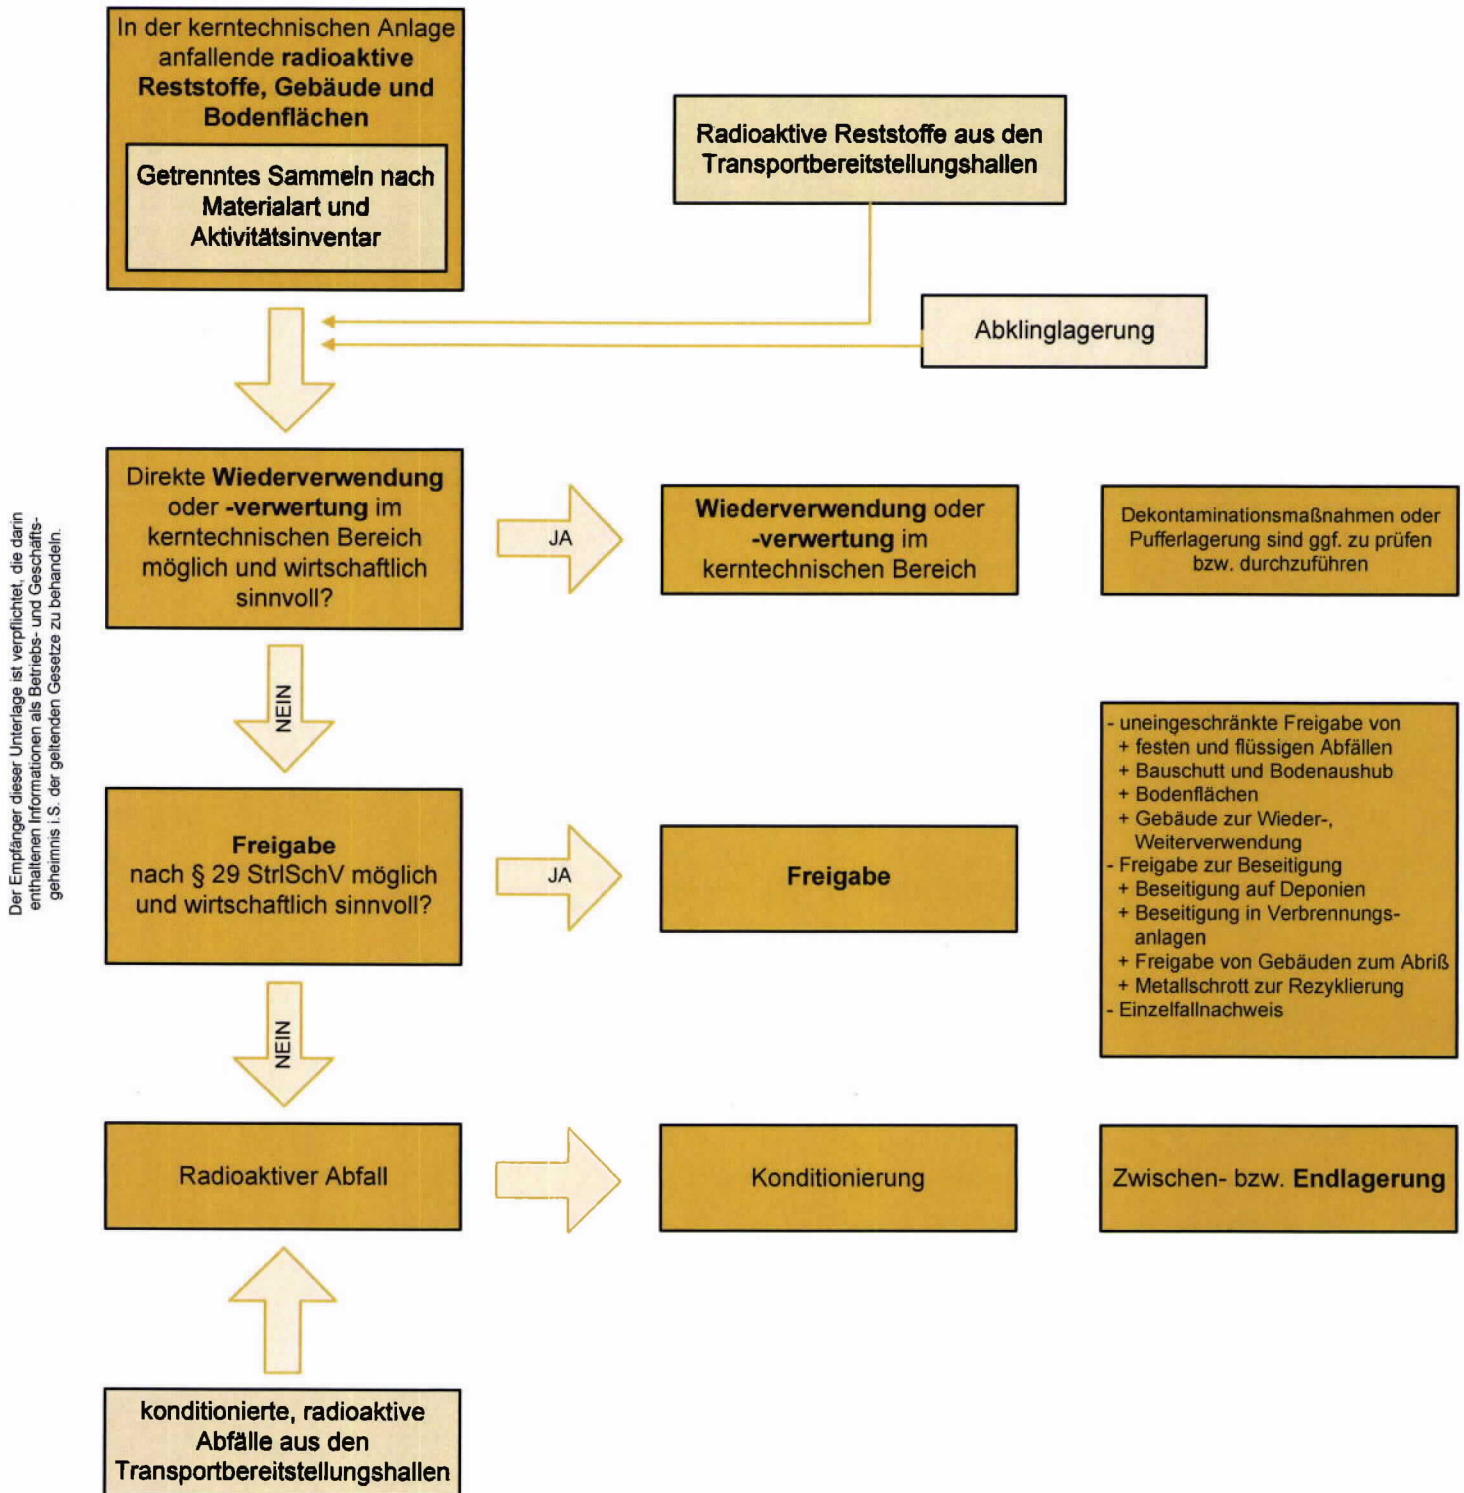 In der kerntechnischen Anlage
anfallende radioaktive
Reststoffe, Gebäude und
Bodenflächen
Getrenntes Sammeln nach
Materialart und
Aktivitätsinventar
Radioaktive Reststoffe aus den
Transportbereitstellungshallen
Abklinglagerung
Direkte Wiederverwendung
oder -verwertung im
kerntechnischen Bereich
möglich und wirtschaftlich
sinnvoll?
JA
Wiederverwendung oder
-verwertung im
kerntechnischen Bereich
Dekontaminationsmaßnahmen oder
Pufferlagerung sind ggf. zu prüfen
bzw. durchzuführen
Der Empfänger dieser Unterlage ist verpflichtet, die darin
enthaltenen Informationen als Betriebs- und Geschäfts-
geheimnis i.S. der geltenden Gesetze zu behandeln.
NEIN
Freigabe
nach § 29 StrlSchV möglich
und wirtschaftlich sinnvoll?
JA
Freigabe
- uneingeschränkte Freigabe von
+ festen und flüssigen Abfällen
+ Bauschutt und Bodenaushub
+ Bodenflächen
+ Gebäude zur Wieder-,
Weiterverwendung
- Freigabe zur Beseitigung
+ Beseitigung auf Deponien
+ Beseitigung in Verbrennungs-
anlagen
+ Freigabe von Gebäuden zum Abriß
+ Metallschrott zur Rezyklierung
- Einzelfallnachweis
NEIN
Radioaktiver Abfall
Konditionierung
Zwischen- bzw. Endlagerung
konditionierte, radioaktive
Abfälle aus den
Transportbereitstellungshallen